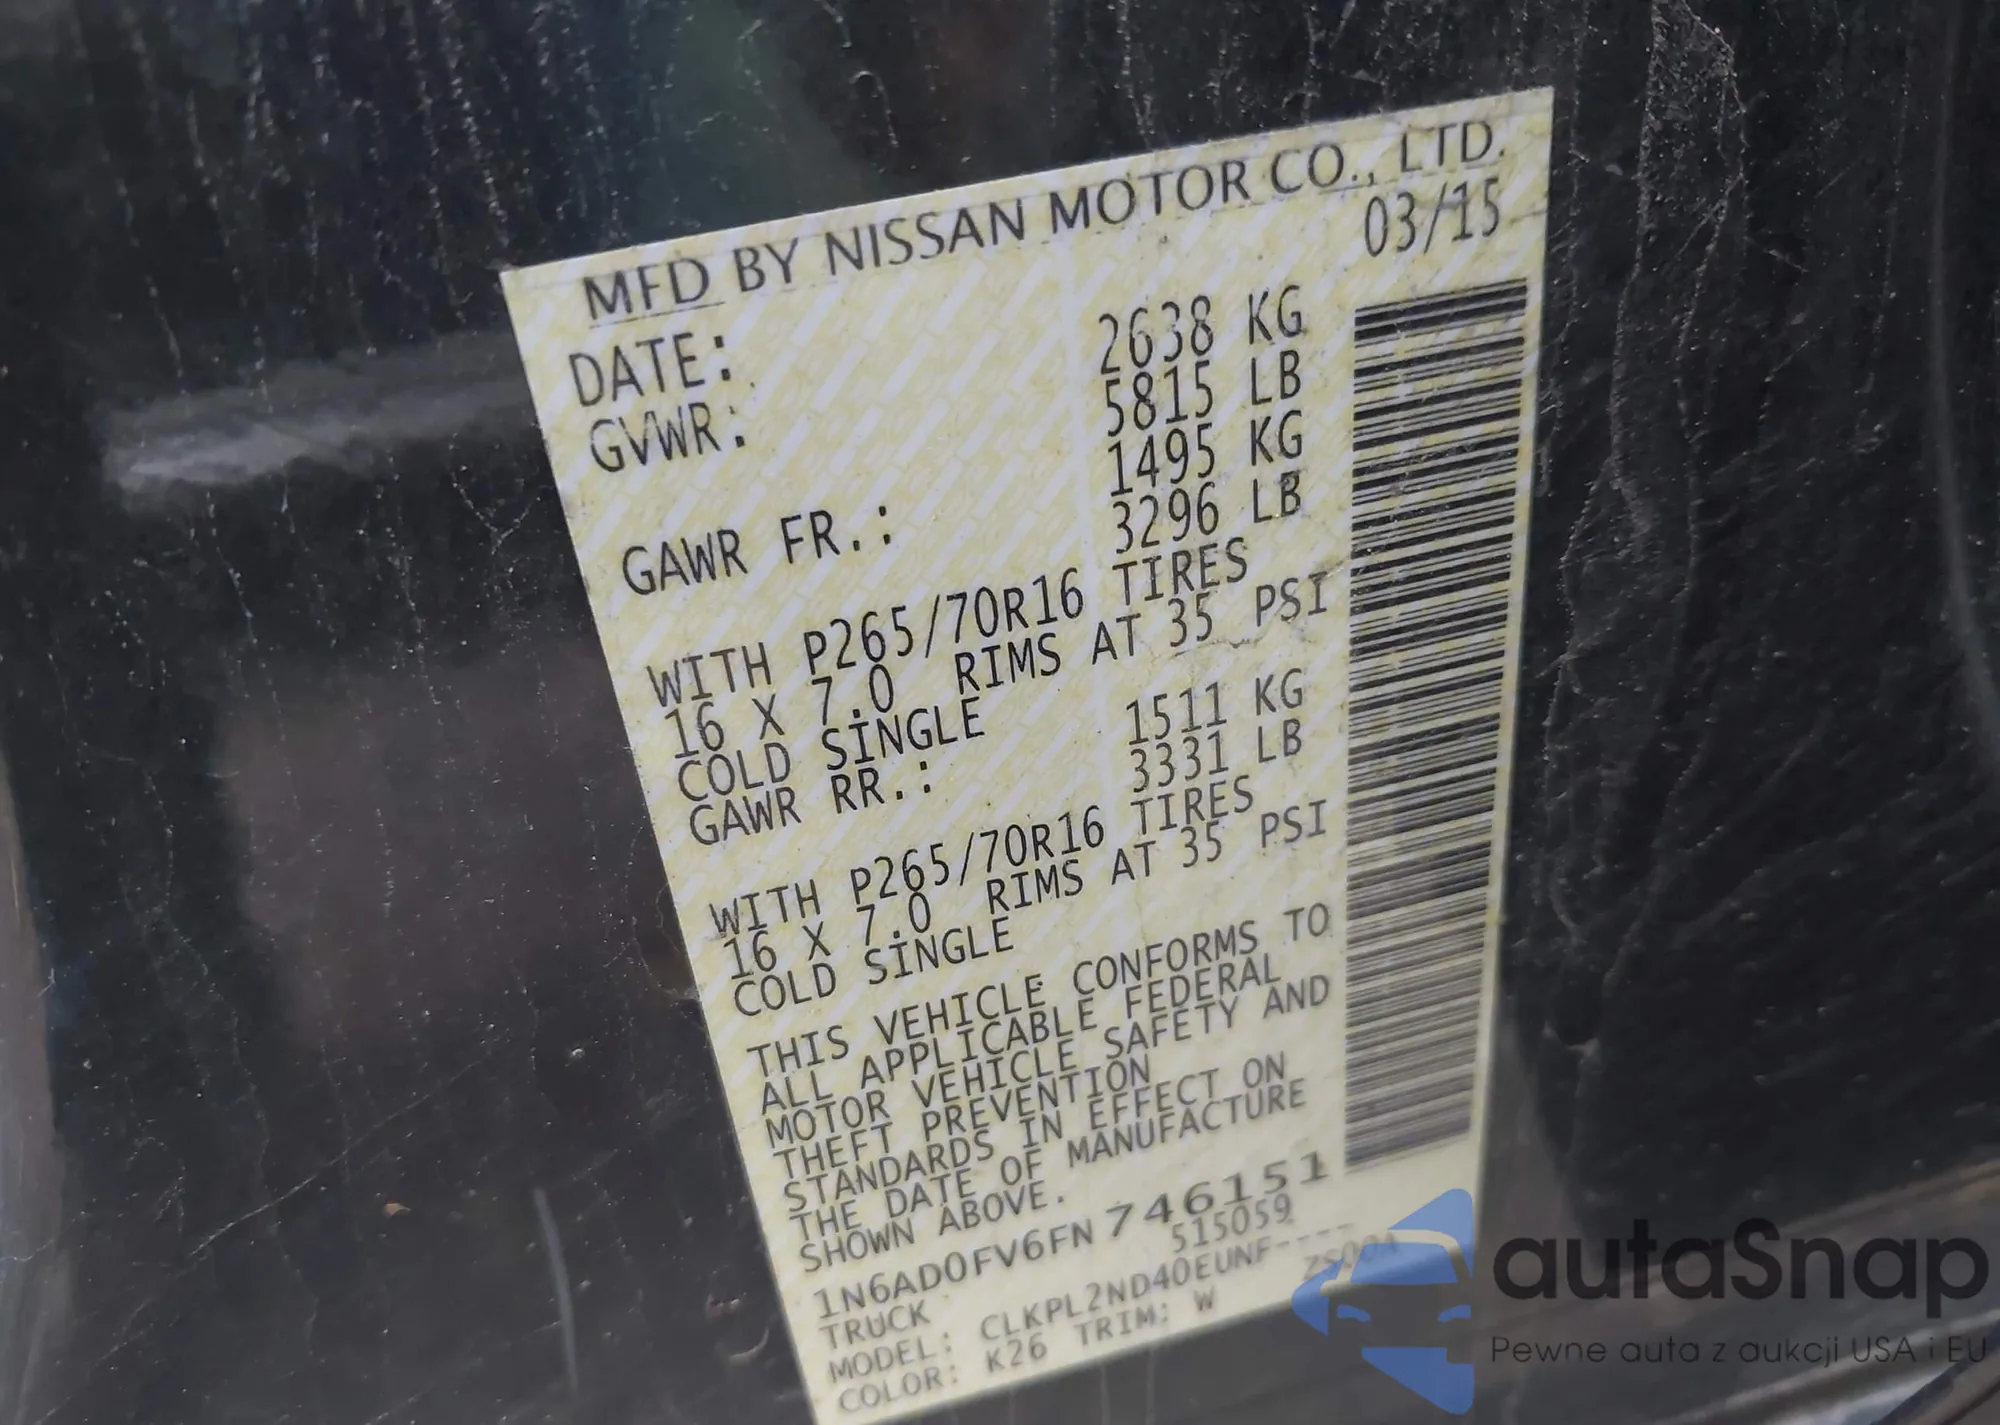 MFD BY NISSAN MOTOR CO., LTD.
DATE: 03/15
GVWR: 2638 KG
5815 LB
GAWR FR.: 1495 KG
3296 LB
WITH P265/70R16 TIRES
16 X 7.0 RIMS AT 35 PSI
COLD SINGLE
GAWR RR.: 1511 KG
3331 LB
WITH P265/70R16 TIRES
16 X 7.0 RIMS AT 35 PSI
COLD SINGLE
THIS VEHICLE CONFORMS TO
ALL APPLICABLE FEDERAL
MOTOR VEHICLE SAFETY AND
THEFT PREVENTION
STANDARDS IN EFFECT ON
THE DATE OF MANUFACTURE
SHOWN ABOVE.
1N6AD0FV6FN746151
TRUCK 515059
MODEL: CLKPL2ND40EUNF----
COLOR: K26 TRIM: W
autaSnap
Pewne auta z aukcji USA i EU